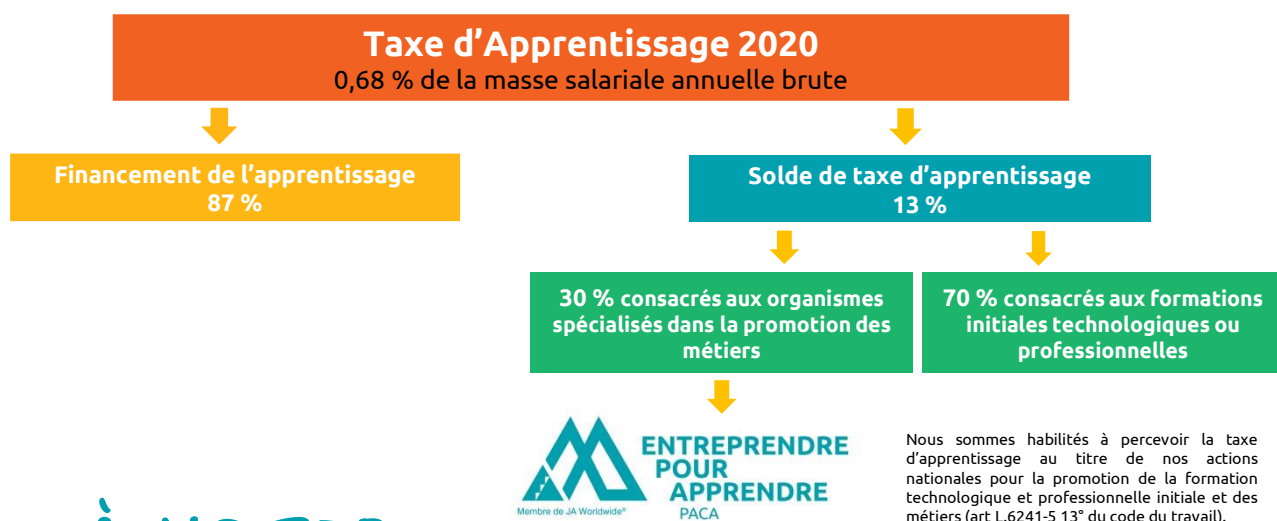 Taxe d'Apprentissage 2020
0,68 % de la masse salariale annuelle brute
Financement de l'apprentissage
87 %
Solde de taxe d'apprentissage
13 %
30 % consacrés aux organismes
spécialisés dans la promotion des
métiers
70 % consacrés aux formations
initiales technologiques ou
professionnelles
ENTREPRENDRE
POUR
APPRENDRE
PACA
Membre de JA Worldwide®
Nous sommes habilités à percevoir la taxe
d'apprentissage au titre de nos actions
nationales pour la promotion de la formation
technologique et professionnelle initiale et des
métiers (art L.6241-5 13° du code du travail).